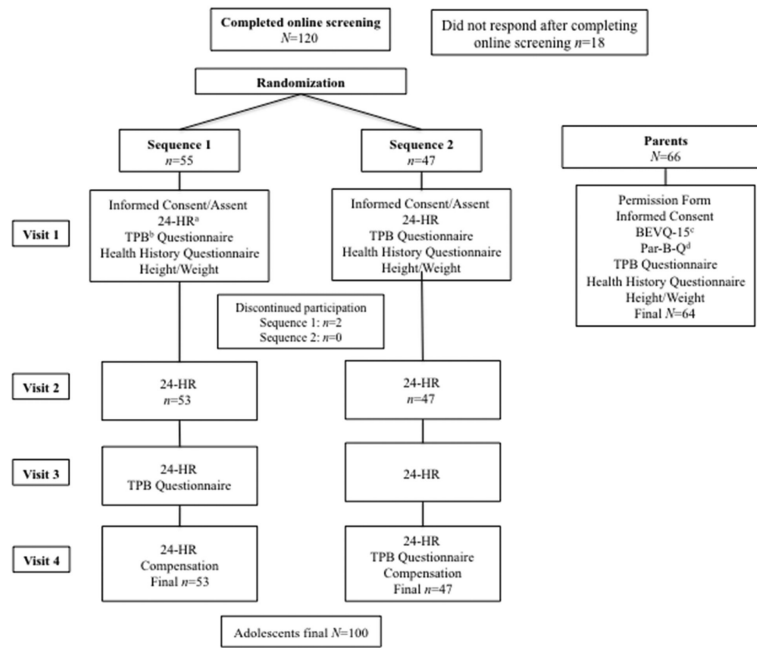 Completed online screening
N=120
Did not respond after completing
online screening n=18
Randomization
Sequence 1
n=55
Sequence 2
n=47
Parents
N=66
Visit 1
Informed Consent/Assent
24-HRᵃ
TPBᵇ Questionnaire
Health History Questionnaire
Height/Weight
Informed Consent/Assent
24-HR
TPB Questionnaire
Health History Questionnaire
Height/Weight
Permission Form
Informed Consent
BEVQ-15ᶜ
Par-B-Qᵈ
TPB Questionnaire
Health History Questionnaire
Height/Weight
Final N=64
Discontinued participation
Sequence 1: n=2
Sequence 2: n=0
Visit 2
24-HR
n=53
24-HR
n=47
Visit 3
24-HR
TPB Questionnaire
24-HR
Visit 4
24-HR
Compensation
Final n=53
24-HR
TPB Questionnaire
Compensation
Final n=47
Adolescents final N=100